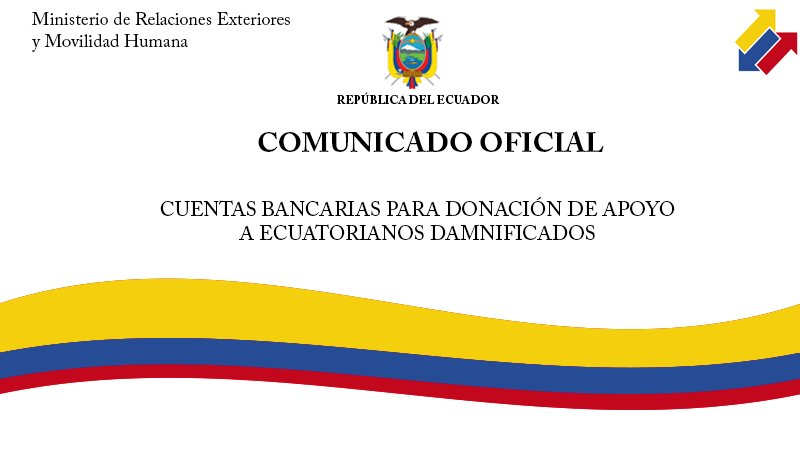 Ministerio de Relaciones Exteriores
y Movilidad Humana
REPÚBLICA DEL ECUADOR
COMUNICADO OFICIAL
CUENTAS BANCARIAS PARA DONACIÓN DE APOYO
A ECUATORIANOS DAMNIFICADOS